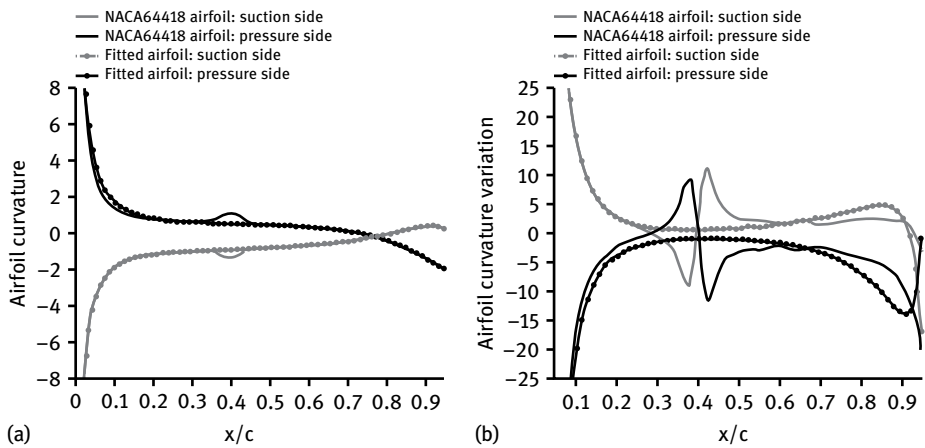 NACA64418 airfoil: suction side
NACA64418 airfoil: pressure side
Fitted airfoil: suction side
Fitted airfoil: pressure side
8
6
4
2
0
−2
−4
−6
−8
Airfoil curvature
0 0.1 0.2 0.3 0.4 0.5 0.6 0.7 0.8 0.9
x/c
(a)
NACA64418 airfoil: suction side
NACA64418 airfoil: pressure side
Fitted airfoil: suction side
Fitted airfoil: pressure side
25
20
15
10
5
0
−5
−10
−15
−20
−25
Airfoil curvature variation
0.1 0.2 0.3 0.4 0.5 0.6 0.7 0.8 0.9
x/c
(b)